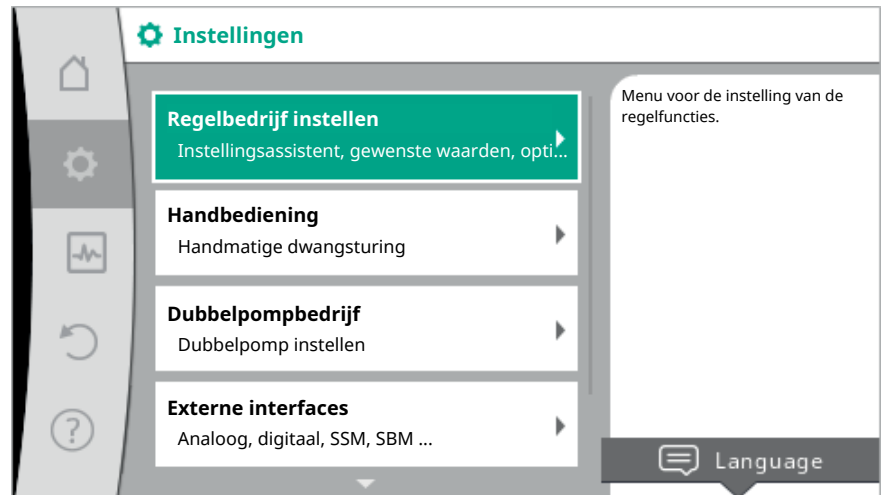 Instellingen
Regelbedrijf instellen
Instellingsassistent, gewenste waarden, opti...
Handbediening
Handmatige dwangsturing
Dubbelpompbedrijf
Dubbelpomp instellen
Externe interfaces
Analoog, digitaal, SSM, SBM ...
Menu voor de instelling van de
regelfuncties.
?
Language